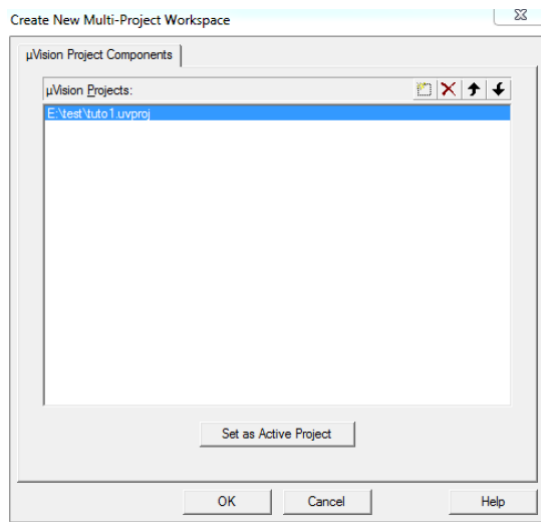 Create New Multi-Project Workspace
µVision Project Components
µVision Projects:
E:\test\tuto1.uvproj
Set as Active Project
OK Cancel Help